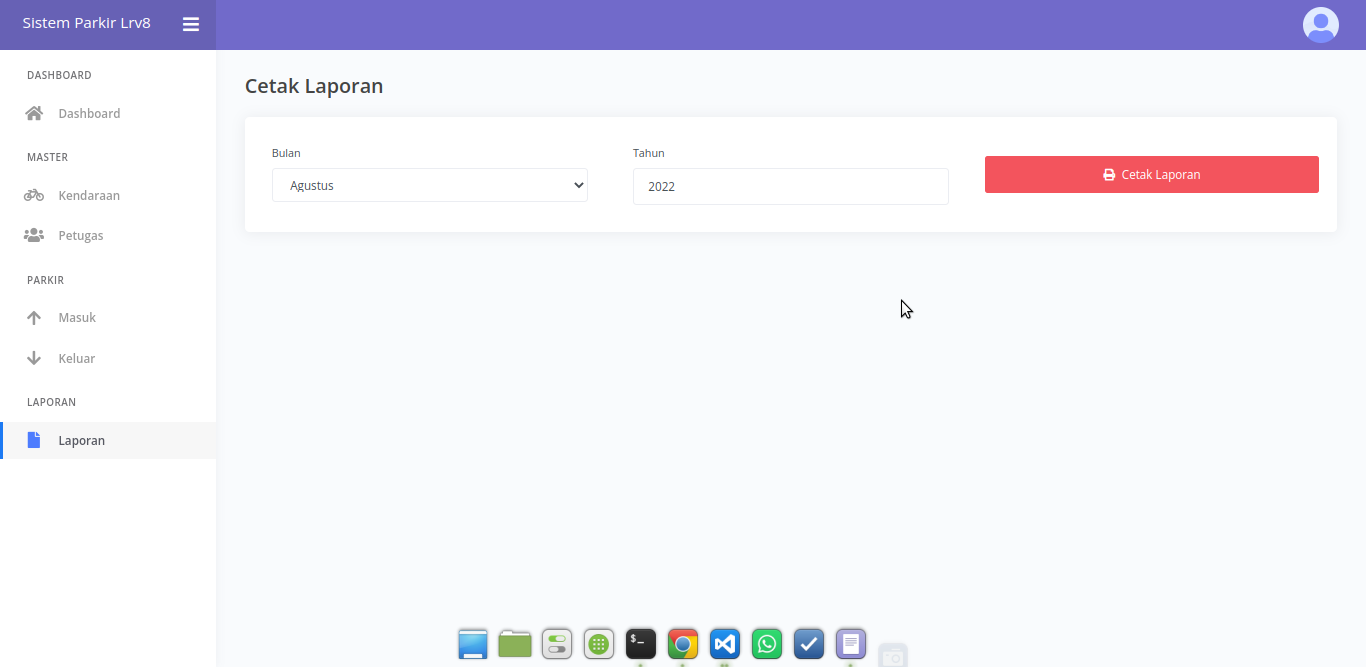 Sistem Parkir Lrv8
DASHBOARD
Dashboard
MASTER
Kendaraan
Petugas
PARKIR
Masuk
Keluar
LAPORAN
Laporan
Cetak Laporan
Bulan
Agustus
Tahun
2022
Cetak Laporan
$_